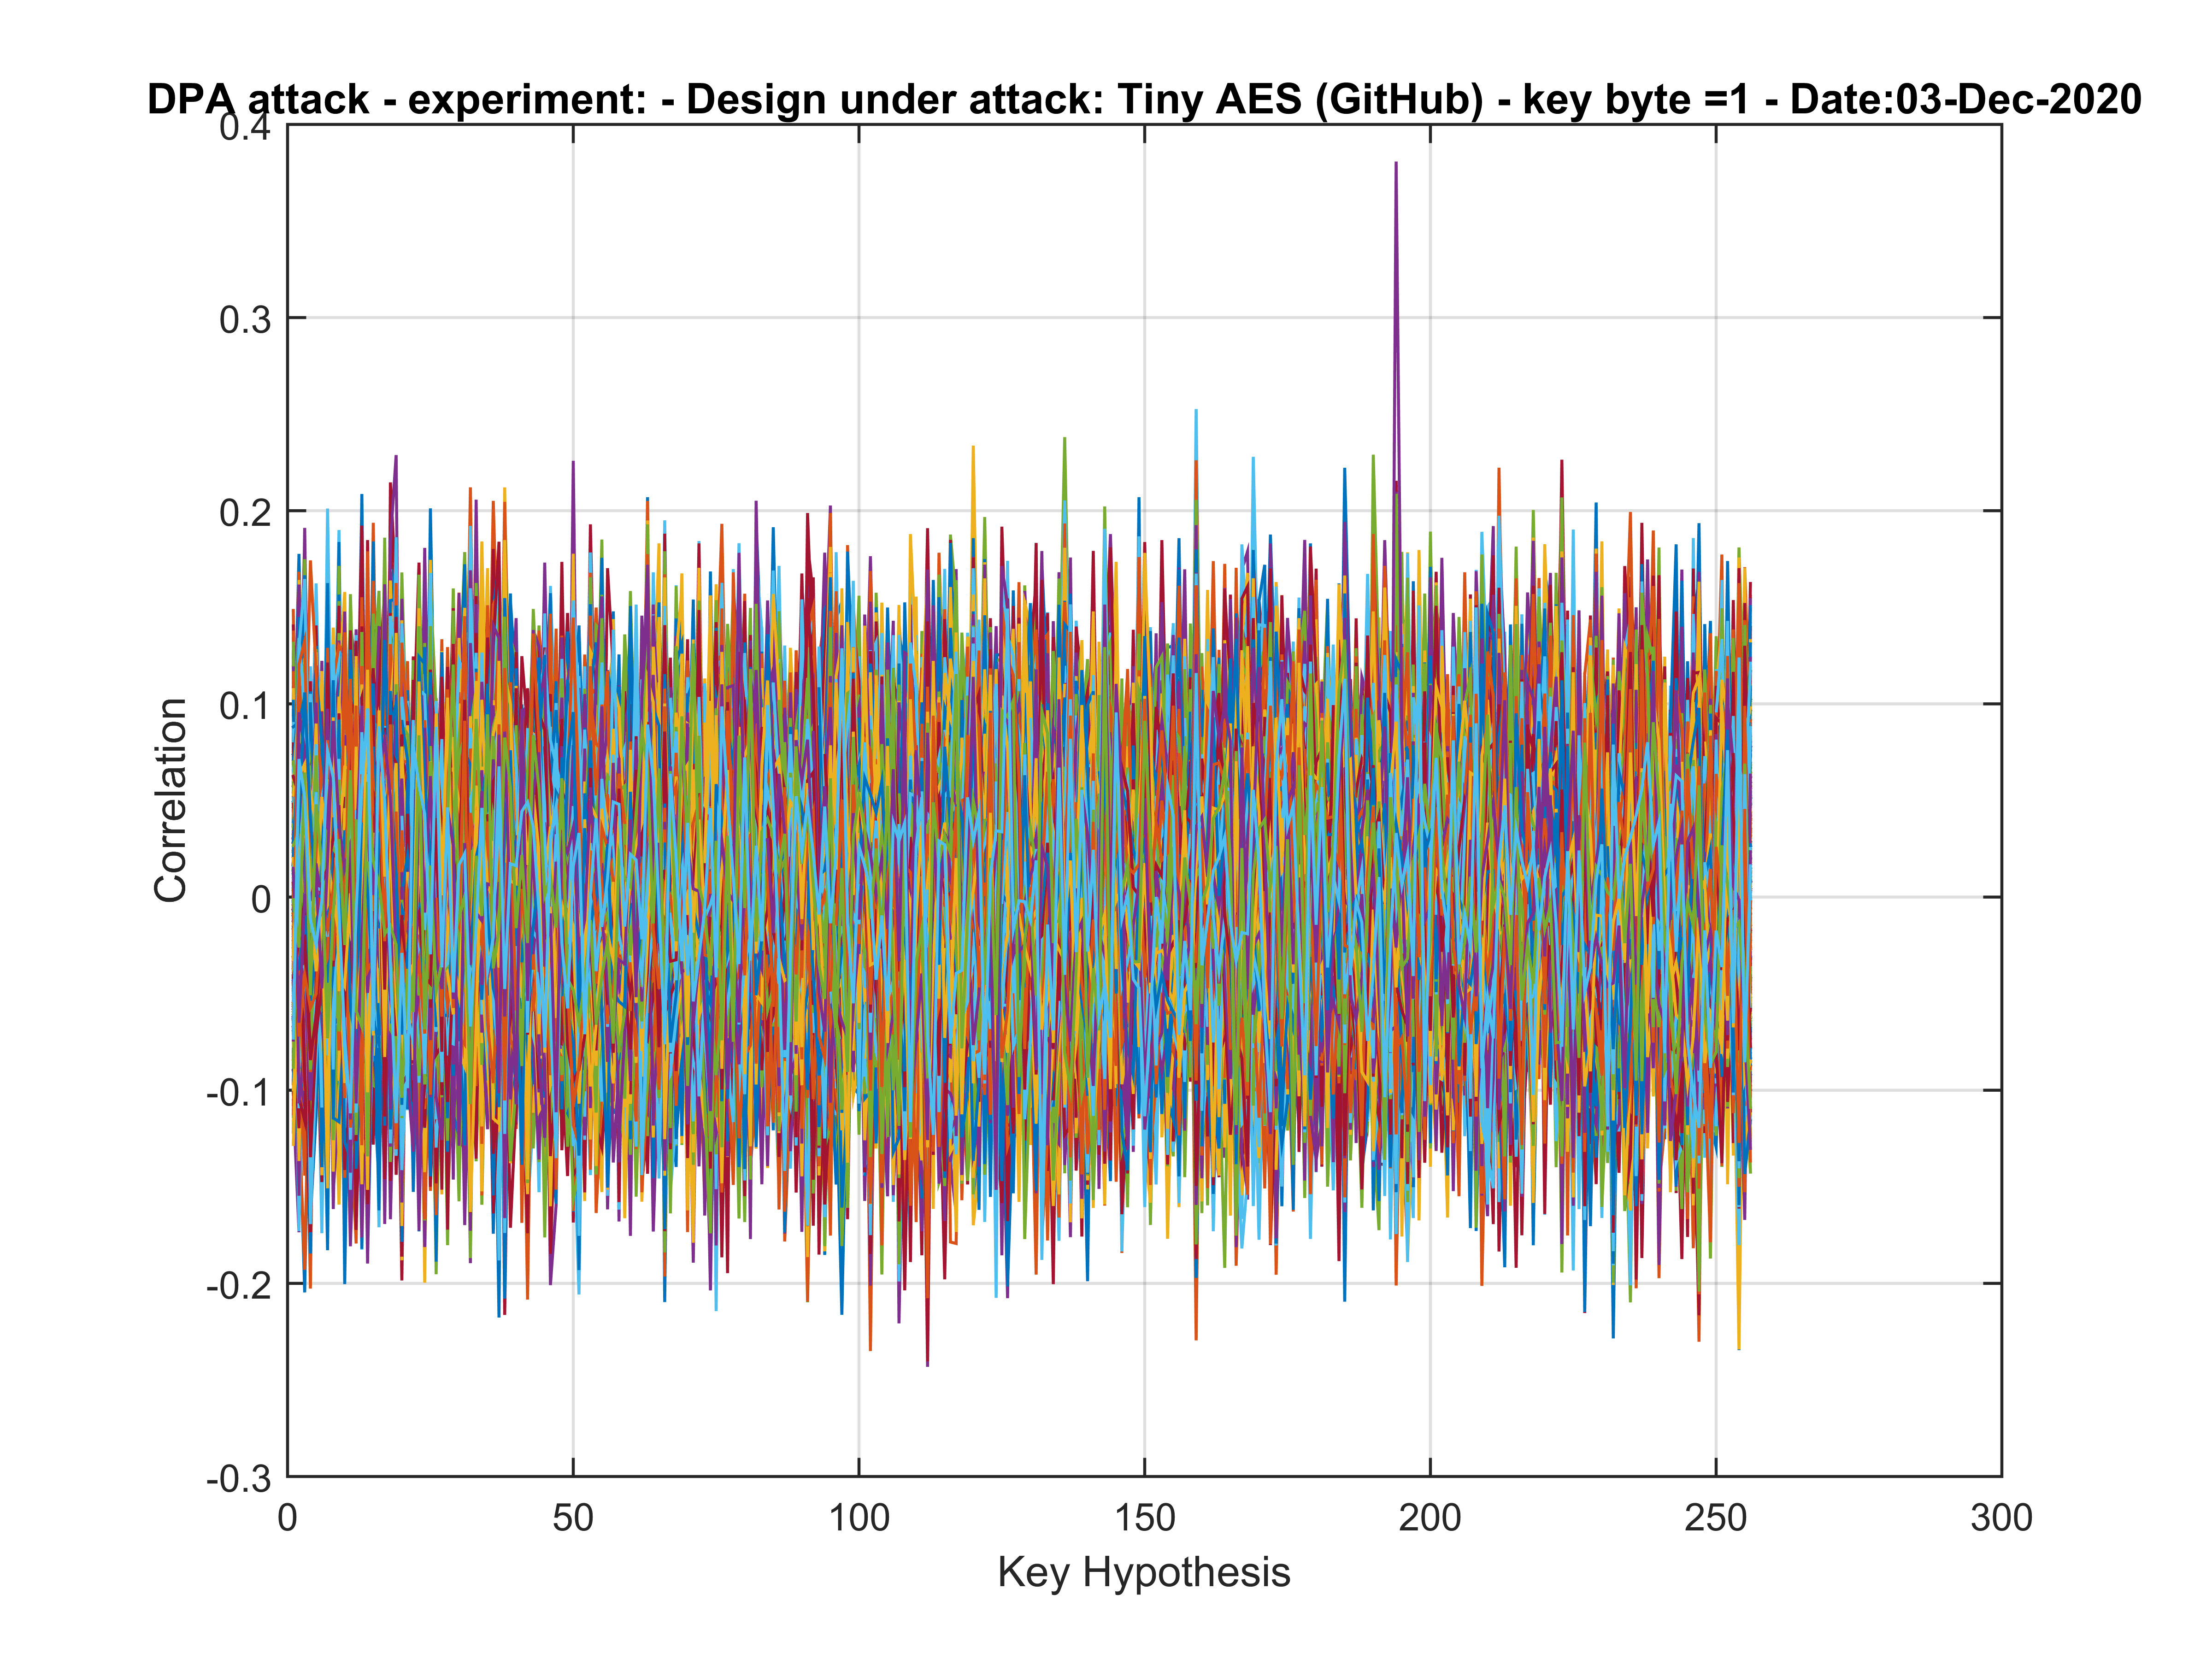 DPA attack - experiment: - Design under attack: Tiny AES (GitHub) - key byte =1 - Date:03-Dec-2020
0.4
0.3
0.2
0.1
0
-0.1
-0.2
-0.3
Correlation
0 50 100 150 200 250 300
Key Hypothesis